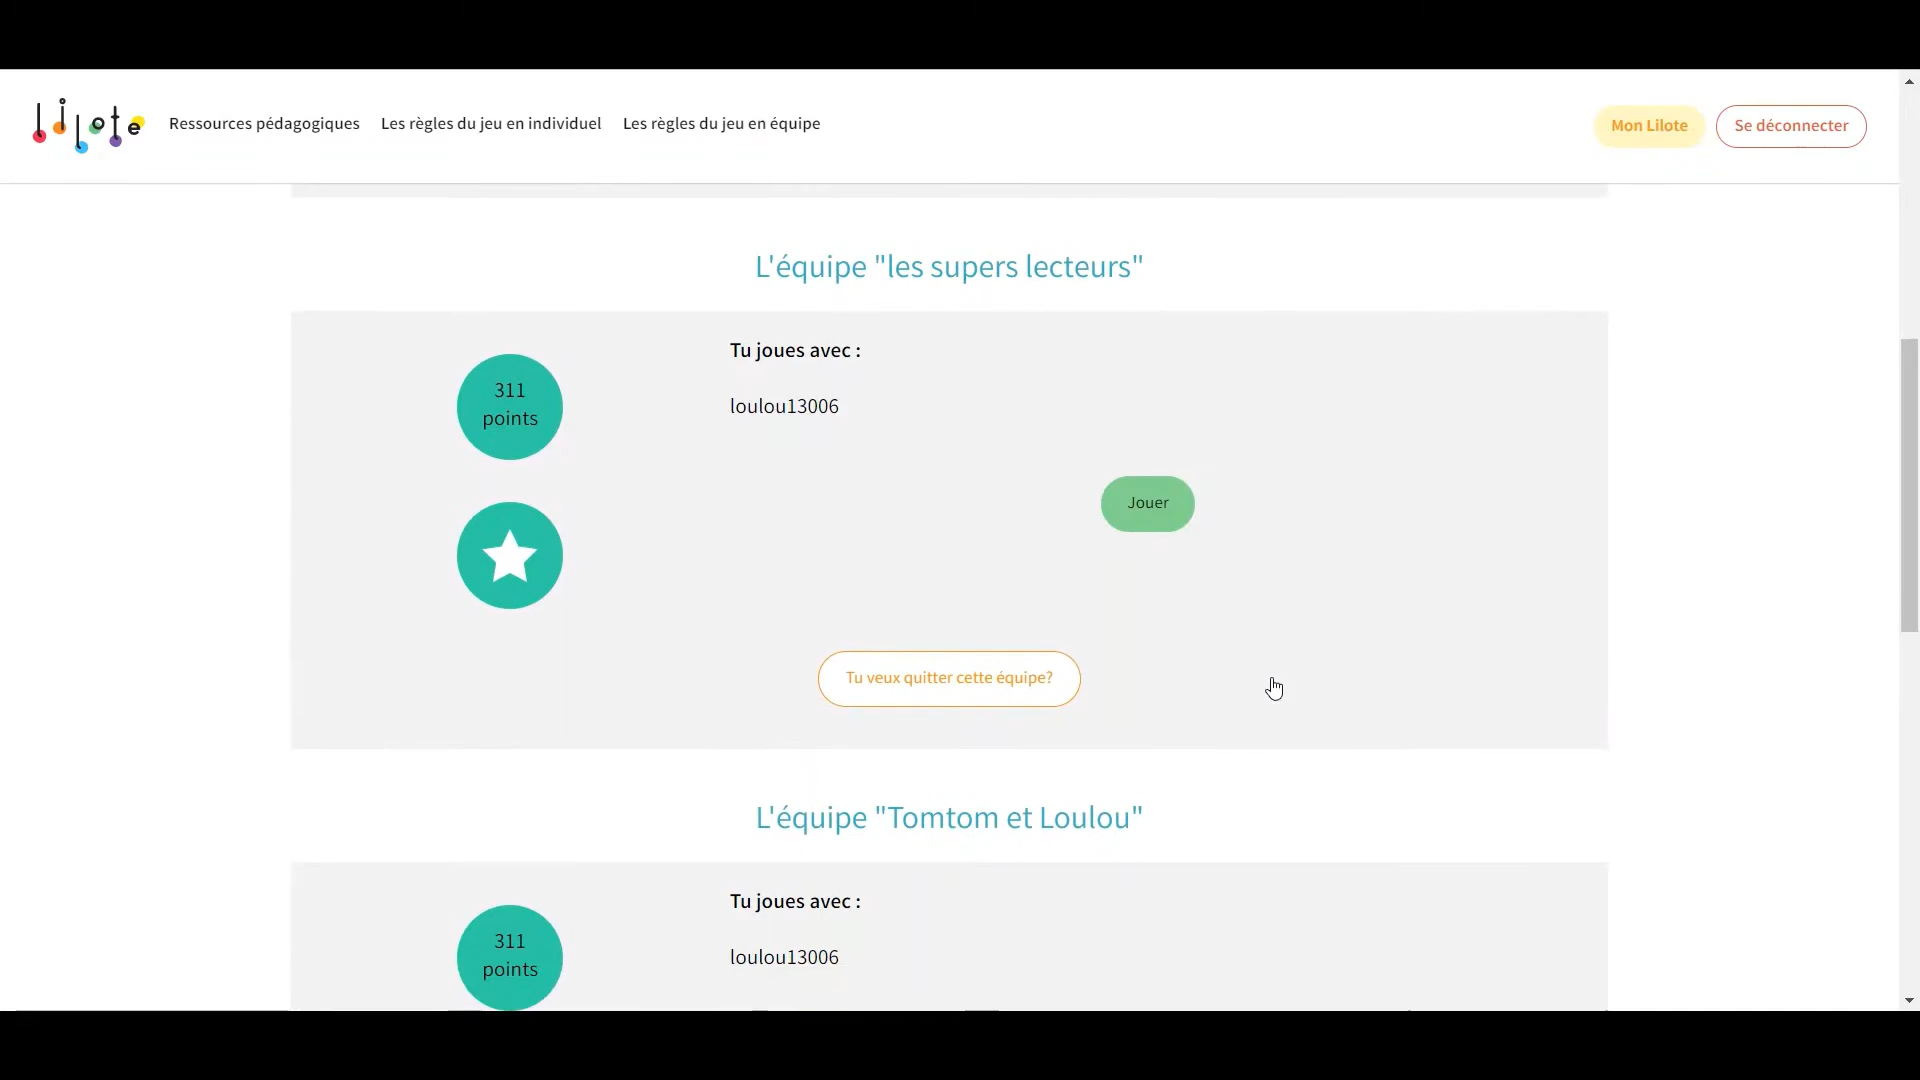 lilote
Ressources pédagogiques
Les règles du jeu en individuel
Les règles du jeu en équipe
Mon Lilote
Se déconnecter
L'équipe "les supers lecteurs"
311
points
Tu joues avec :
loulou13006
Jouer
Tu veux quitter cette équipe?
L'équipe "Tomtom et Loulou"
311
points
Tu joues avec :
loulou13006